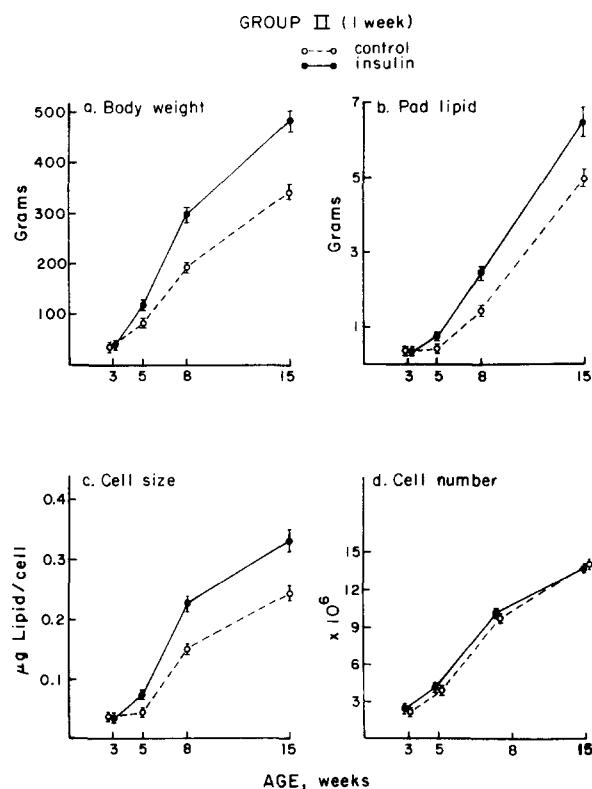 GROUP II (1 week)
control
insulin
a. Body weight
500
400
300
200
100
Grams
3 5 8 15
b. Pad lipid
7
5
3
1
Grams
3 5 8 15
c. Cell size
0.4
0.3
0.2
0.1
μg Lipid/cell
3 5 8 15
d. Cell number
15
12
9
6
3
x 10⁶
3 5 8 15
AGE, weeks